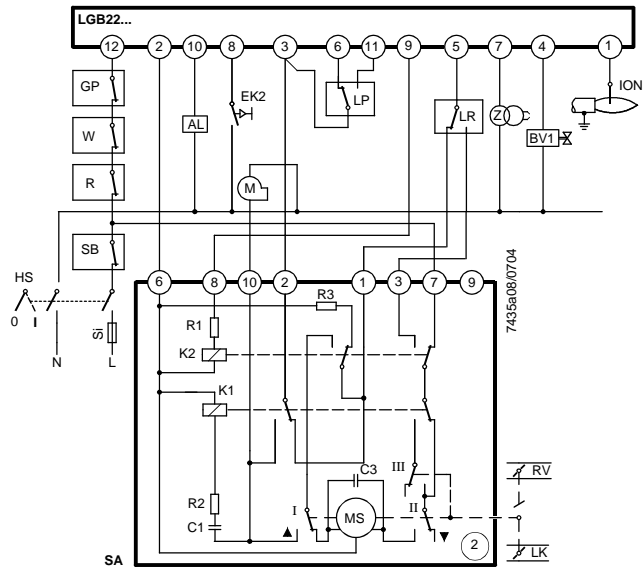 LGB22...
12 2 10 8 3 6 11 9 5 7 4 1
GP
EK2
LP
LR
ION
W
AL
Z
BV1
R
M
SB
HS
0 I
Si
N L
6 8 10 2 1 3 7 9
7435a08/0704
R1
R3
K2
K1
R2
C1
C3
I
MS
III
II
RV
LK
2
SA